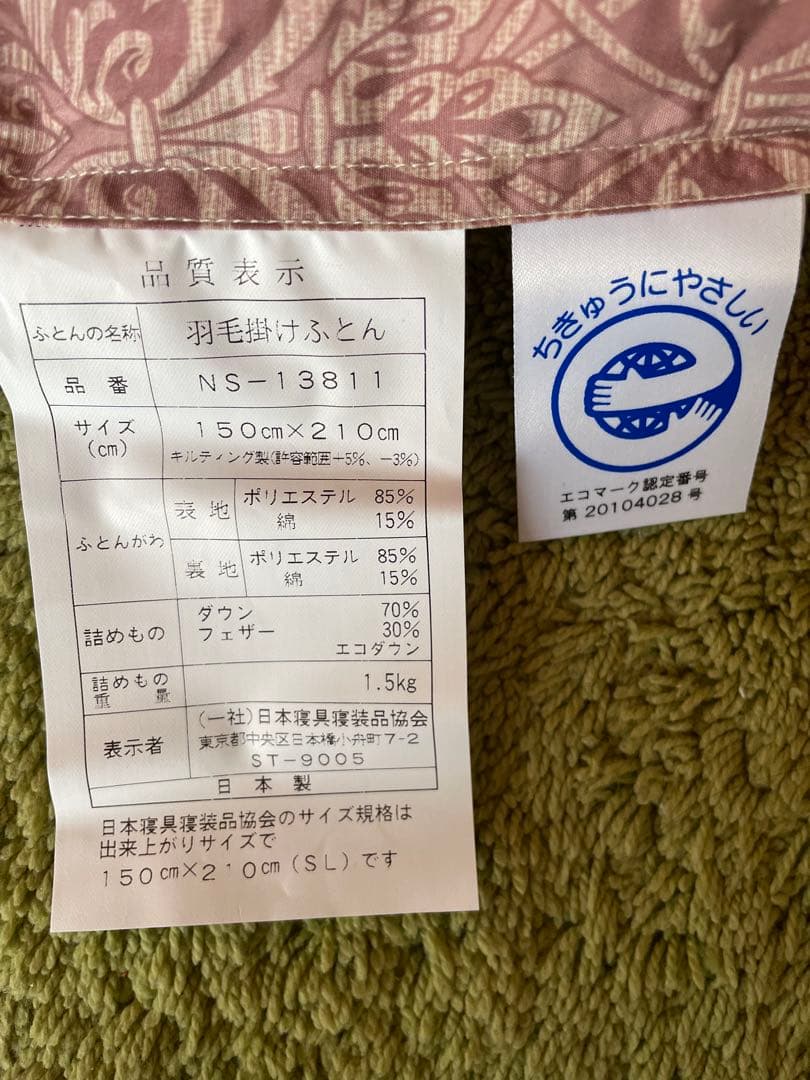 品質表示
ふとんの名称 羽毛掛けふとん
品番 NS-13811
サイズ(cm) 150cm×210cm
キルティング製(許容範囲+5%、-3%)
ふとんがわ 表地 ポリエステル 85%
綿 15%
裏地 ポリエステル 85%
綿 15%
詰めもの ダウン 70%
フェザー 30%
エコダウン
詰めもの重量 1.5kg
表示者 (一社)日本寝具寝装品協会
東京都中央区日本橋小舟町7-2
ST-9005
日本製
日本寝具寝装品協会のサイズ規格は
出来上がりサイズで
150cm×210cm(SL)です
ちきゅうにやさしい
エコマーク認定番号
第 20104028 号